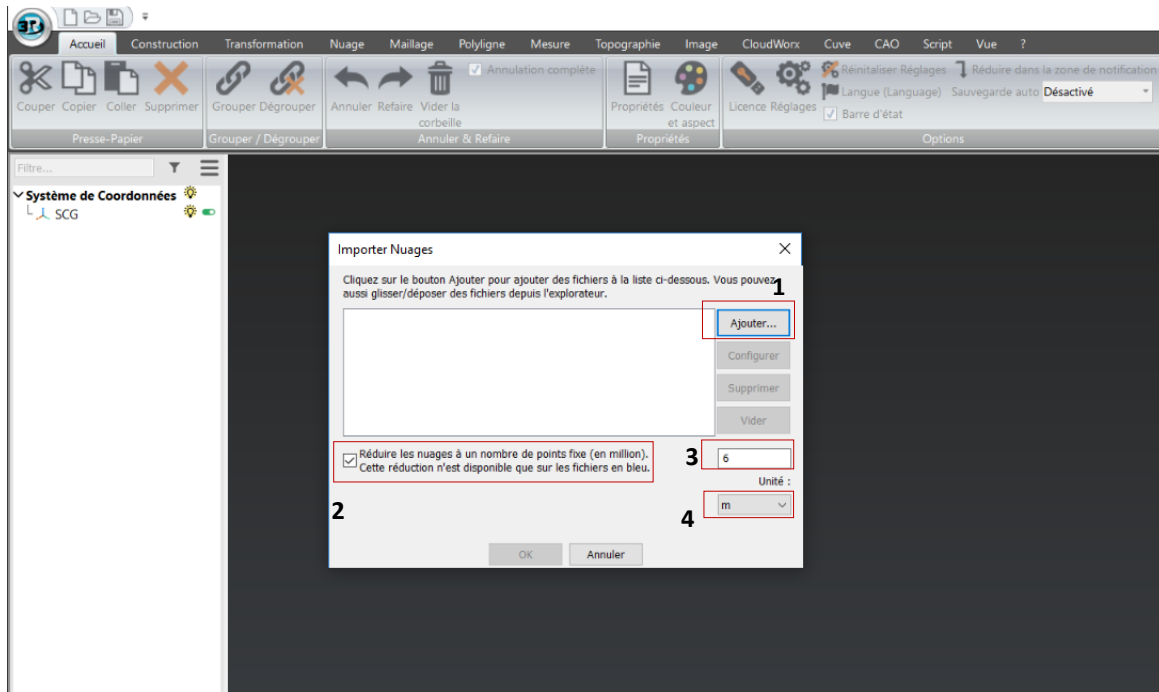 3D
Accueil Construction Transformation Nuage Maillage Polyligne Mesure Topographie Image CloudWorx Cuve CAO Script Vue ?
Couper Copier Coller Supprimer
Presse-Papier
Grouper Dégrouper
Grouper / Dégrouper
Annulation complète
Annuler Refaire Vider la
corbeille
Annuler & Refaire
Propriétés Couleur
et aspect
Propriétés
Licence Réglages
Réinitaliser Réglages Réduire dans la zone de notification
Langue (Language) Sauvegarde auto Désactivé
Barre d'état
Options
Filtre...
Système de Coordonnées
SCG
Importer Nuages
Cliquez sur le bouton Ajouter pour ajouter des fichiers à la liste ci-dessous. Vous pouvez
aussi glisser/déposer des fichiers depuis l'explorateur.
1
Ajouter...
Configurer
Supprimer
Vider
Réduire les nuages à un nombre de points fixe (en million).
Cette réduction n'est disponible que sur les fichiers en bleu.
2
3
6
Unité :
4
m
OK Annuler